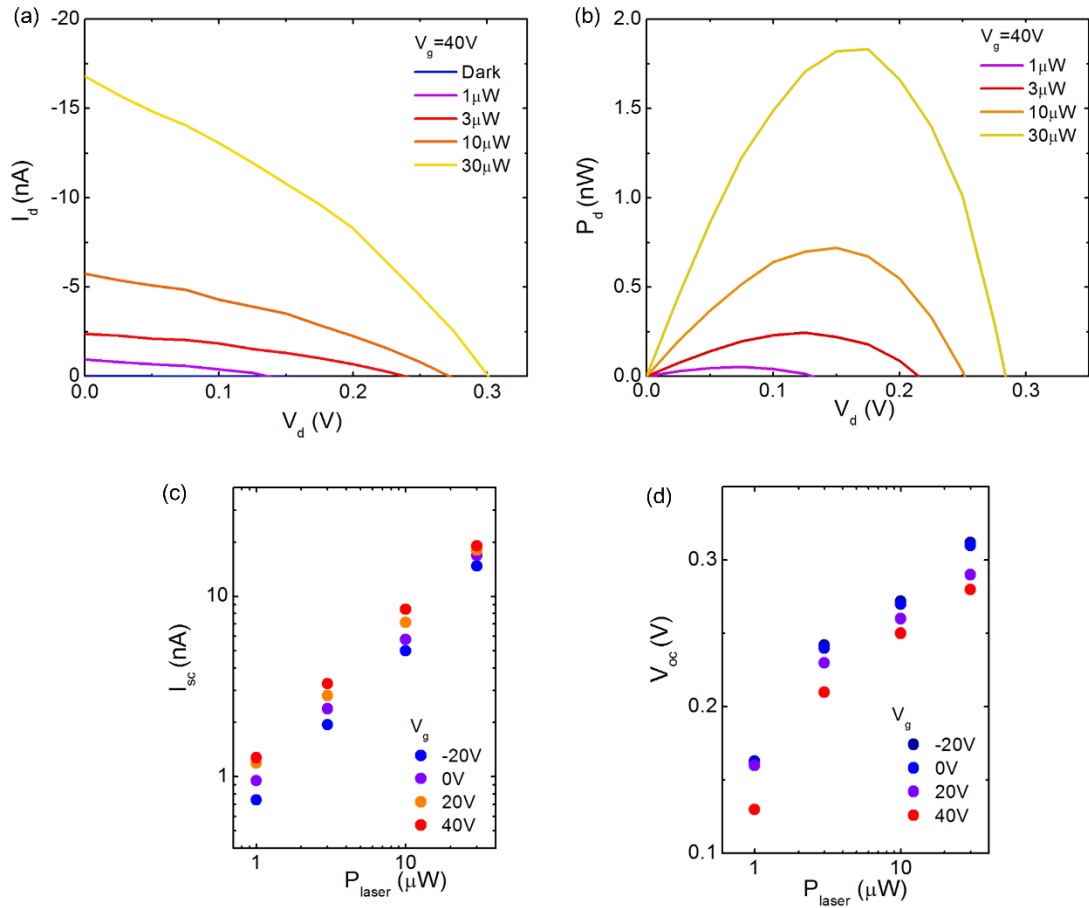 (a)
-20
-15
-10
-5
0
I_d (nA)
V_g=40V
Dark
1μW
3μW
10μW
30μW
0.0
0.1
0.2
0.3
V_d (V)
(b)
2.0
1.5
1.0
0.5
0.0
P_d (nW)
V_g=40V
1μW
3μW
10μW
30μW
0.0
0.1
0.2
0.3
V_d (V)
(c)
10
1
I_sc (nA)
V_g
-20V
0V
20V
40V
1
10
P_laser (μW)
(d)
0.3
0.2
0.1
V_oc (V)
V_g
-20V
0V
20V
40V
1
10
P_laser (μW)